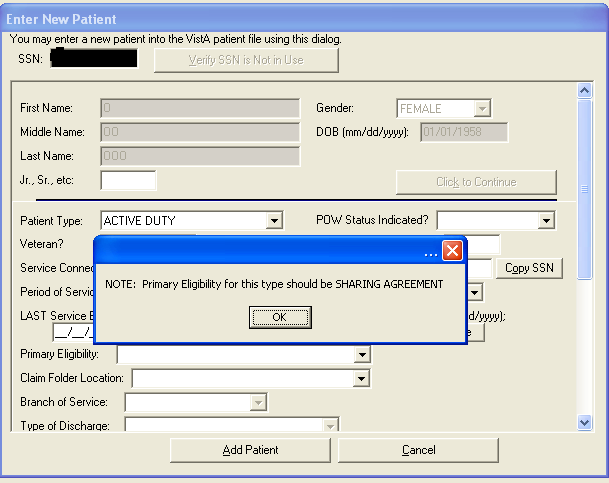 Enter New Patient
You may enter a new patient into the VistA patient file using this dialog.
SSN: Verify SSN is Not in Use
First Name: 0 Gender: FEMALE
Middle Name: 00 DOB (mm/dd/yyyy): 01/01/1958
Last Name: 000
Jr., Sr., etc: Click to Continue
Patient Type: ACTIVE DUTY POW Status Indicated?
Veteran?
...
Service Connec Copy SSN
NOTE: Primary Eligibility for this type should be SHARING AGREEMENT
Period of Servic
OK
LAST Service E d/yyyy);
__/__/_ e
Primary Eligibility:
Claim Folder Location:
Branch of Service:
Type of Discharge:
Add Patient Cancel